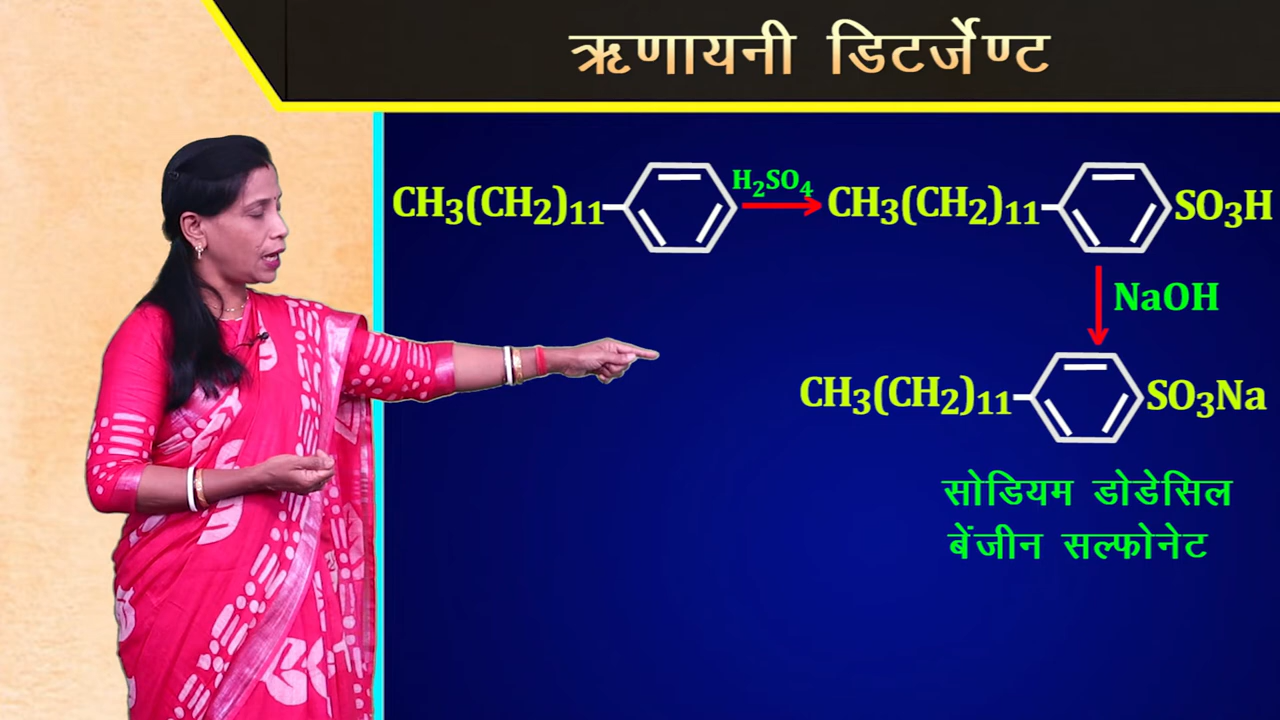 ऋणायनी डिटर्जेण्ट
CH₃(CH₂)₁₁ H₂SO₄ CH₃(CH₂)₁₁ SO₃H
NaOH
CH₃(CH₂)₁₁ SO₃Na
सोडियम डोडेसिल
बेंजीन सल्फोनेट